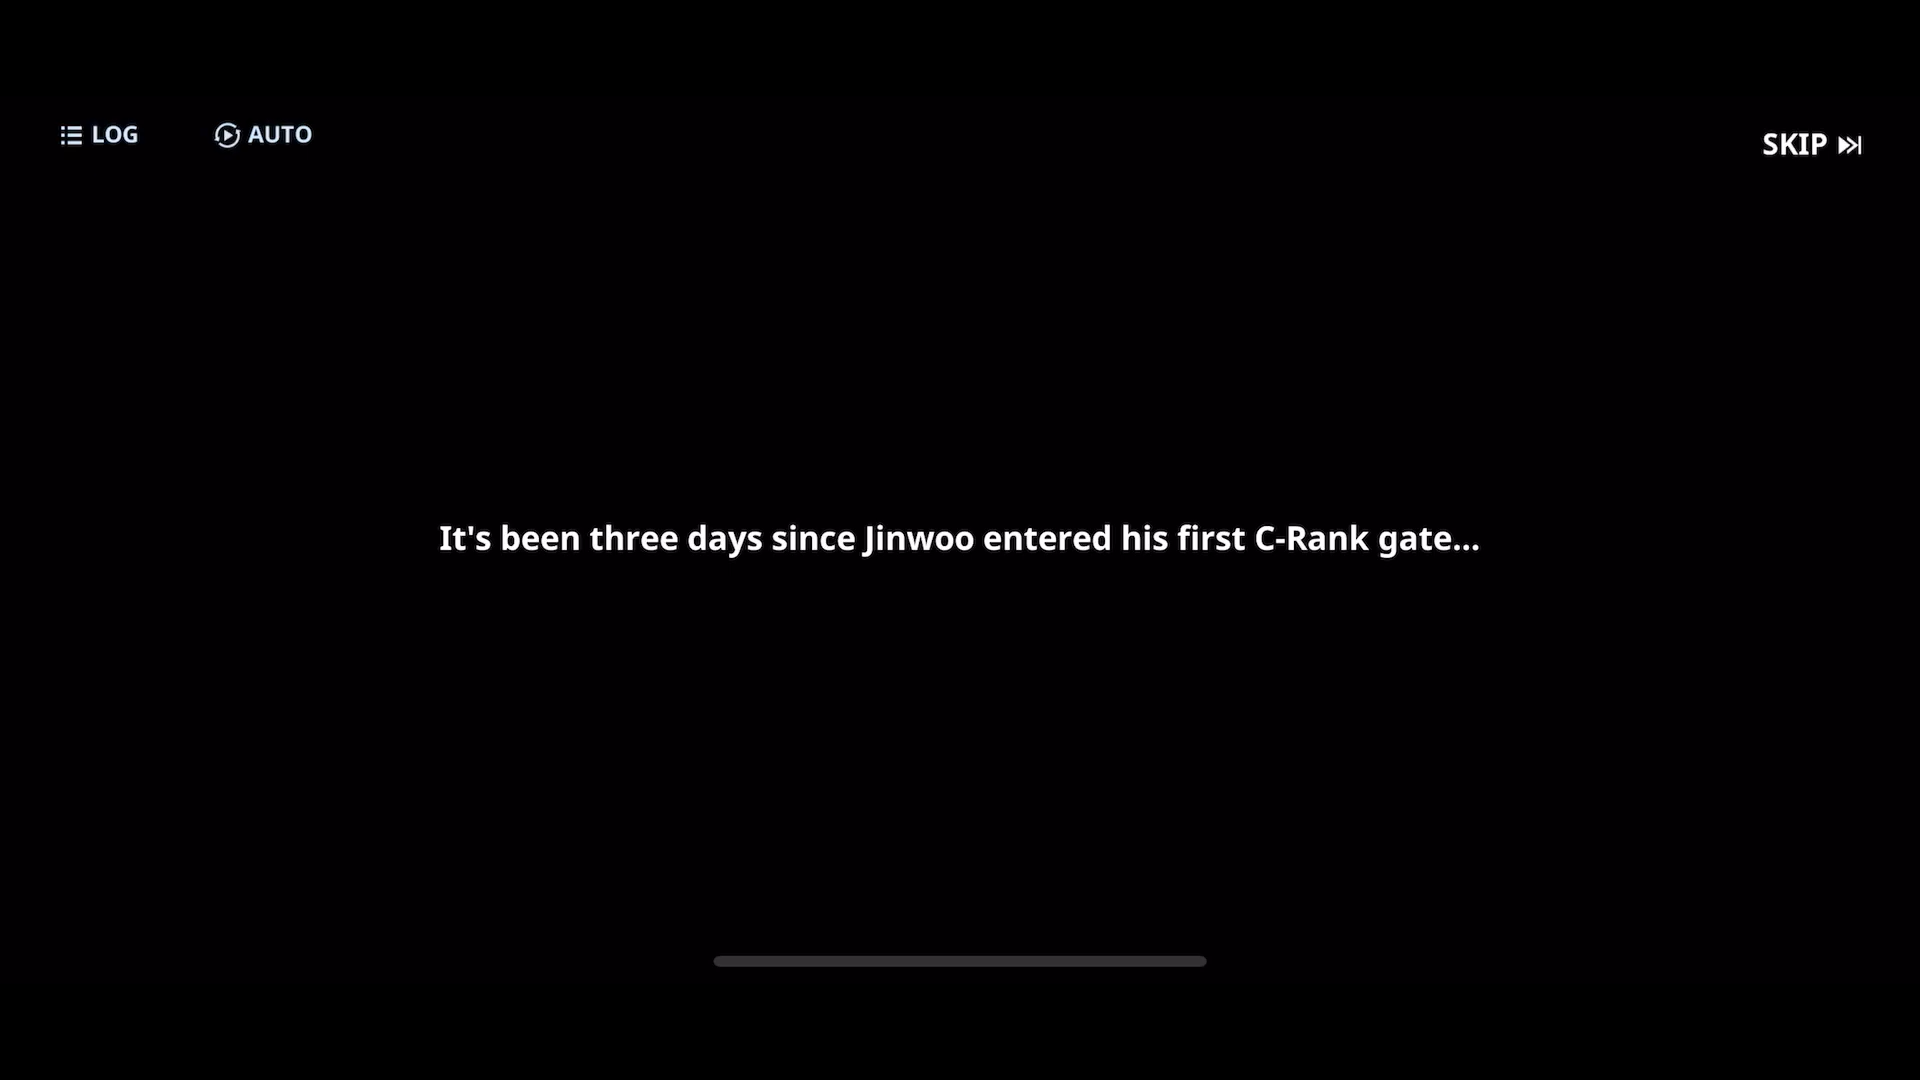 LOG
AUTO
SKIP
It's been three days since Jinwoo entered his first C-Rank gate...